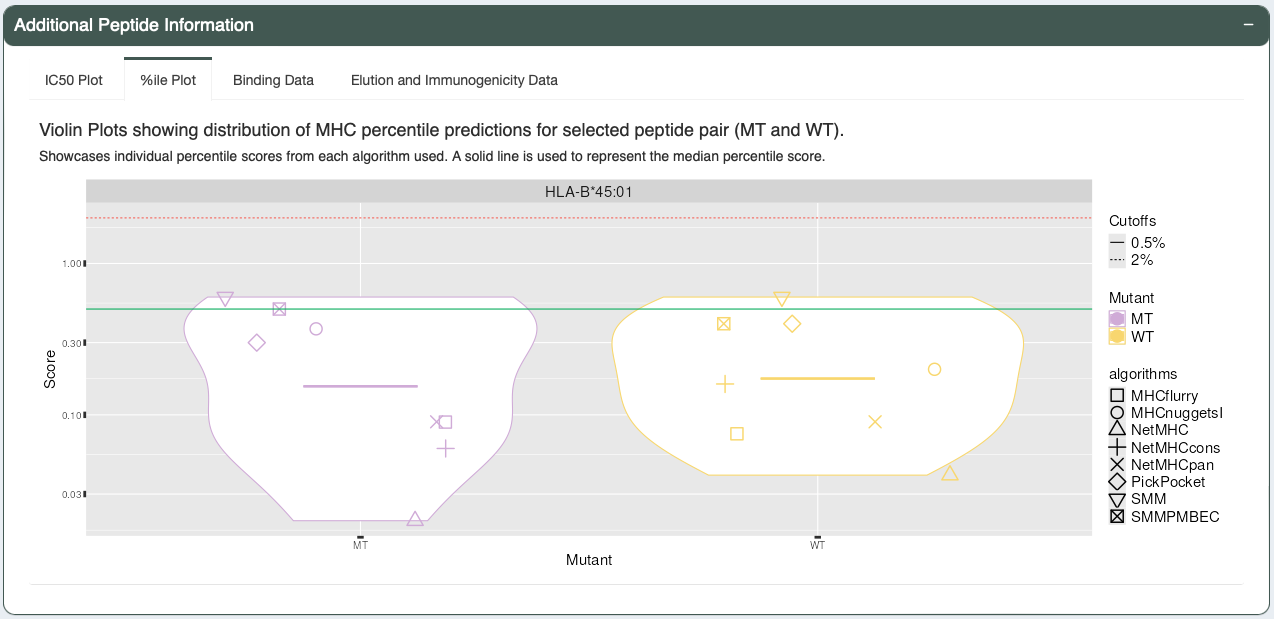 Additional Peptide Information
IC50 Plot %ile Plot Binding Data Elution and Immunogenicity Data
Violin Plots showing distribution of MHC percentile predictions for selected peptide pair (MT and WT).
Showcases individual percentile scores from each algorithm used. A solid line is used to represent the median percentile score.
HLA-B*45:01
1.00
0.30
0.10
0.03
Score
MT WT
Mutant
Cutoffs
0.5%
2%
Mutant
MT
WT
algorithms
MHCflurry
MHCnuggetsI
NetMHC
NetMHCcons
NetMHCpan
PickPocket
SMM
SMMPMBEC